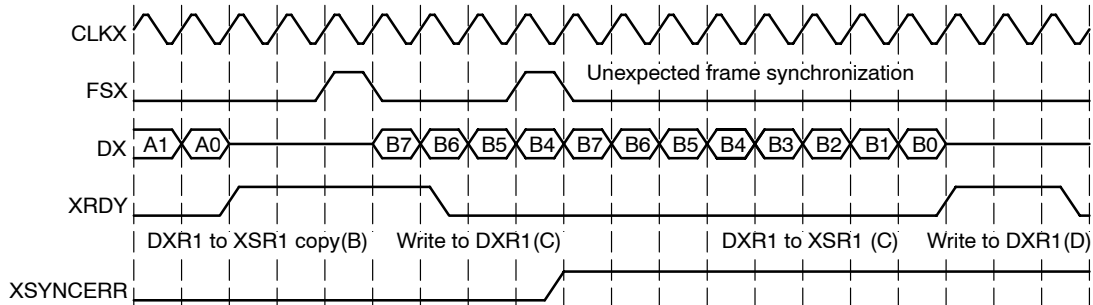 CLKX
FSX Unexpected frame synchronization
DX A1 A0 B7 B6 B5 B4 B7 B6 B5 B4 B3 B2 B1 B0
XRDY
DXR1 to XSR1 copy(B) Write to DXR1(C) DXR1 to XSR1 (C) Write to DXR1(D)
XSYNCERR